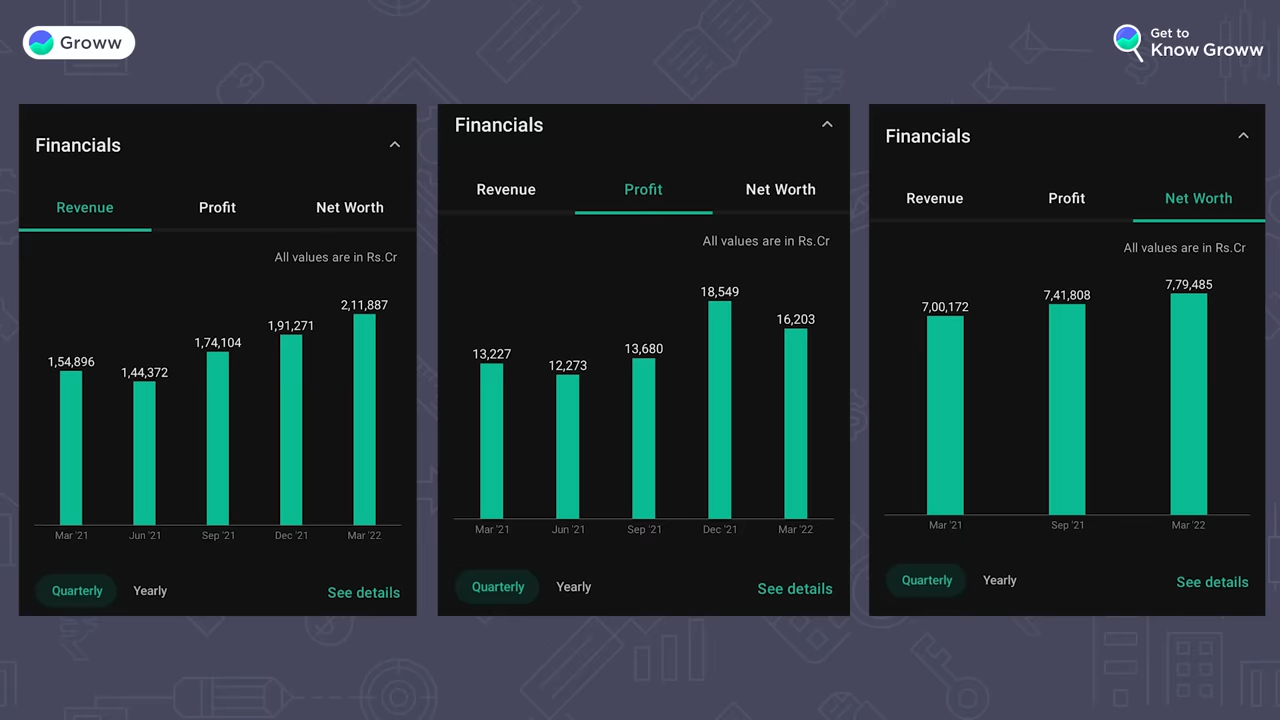 Groww
Get to
Know Groww
Financials
Revenue Profit Net Worth
All values are in Rs.Cr
1,54,896 1,44,372 1,74,104 1,91,271 2,11,887
Mar '21 Jun '21 Sep '21 Dec '21 Mar '22
Quarterly Yearly See details
Financials
Revenue Profit Net Worth
All values are in Rs.Cr
13,227 12,273 13,680 18,549 16,203
Mar '21 Jun '21 Sep '21 Dec '21 Mar '22
Quarterly Yearly See details
Financials
Revenue Profit Net Worth
All values are in Rs.Cr
7,00,172 7,41,808 7,79,485
Mar '21 Sep '21 Mar '22
Quarterly Yearly See details